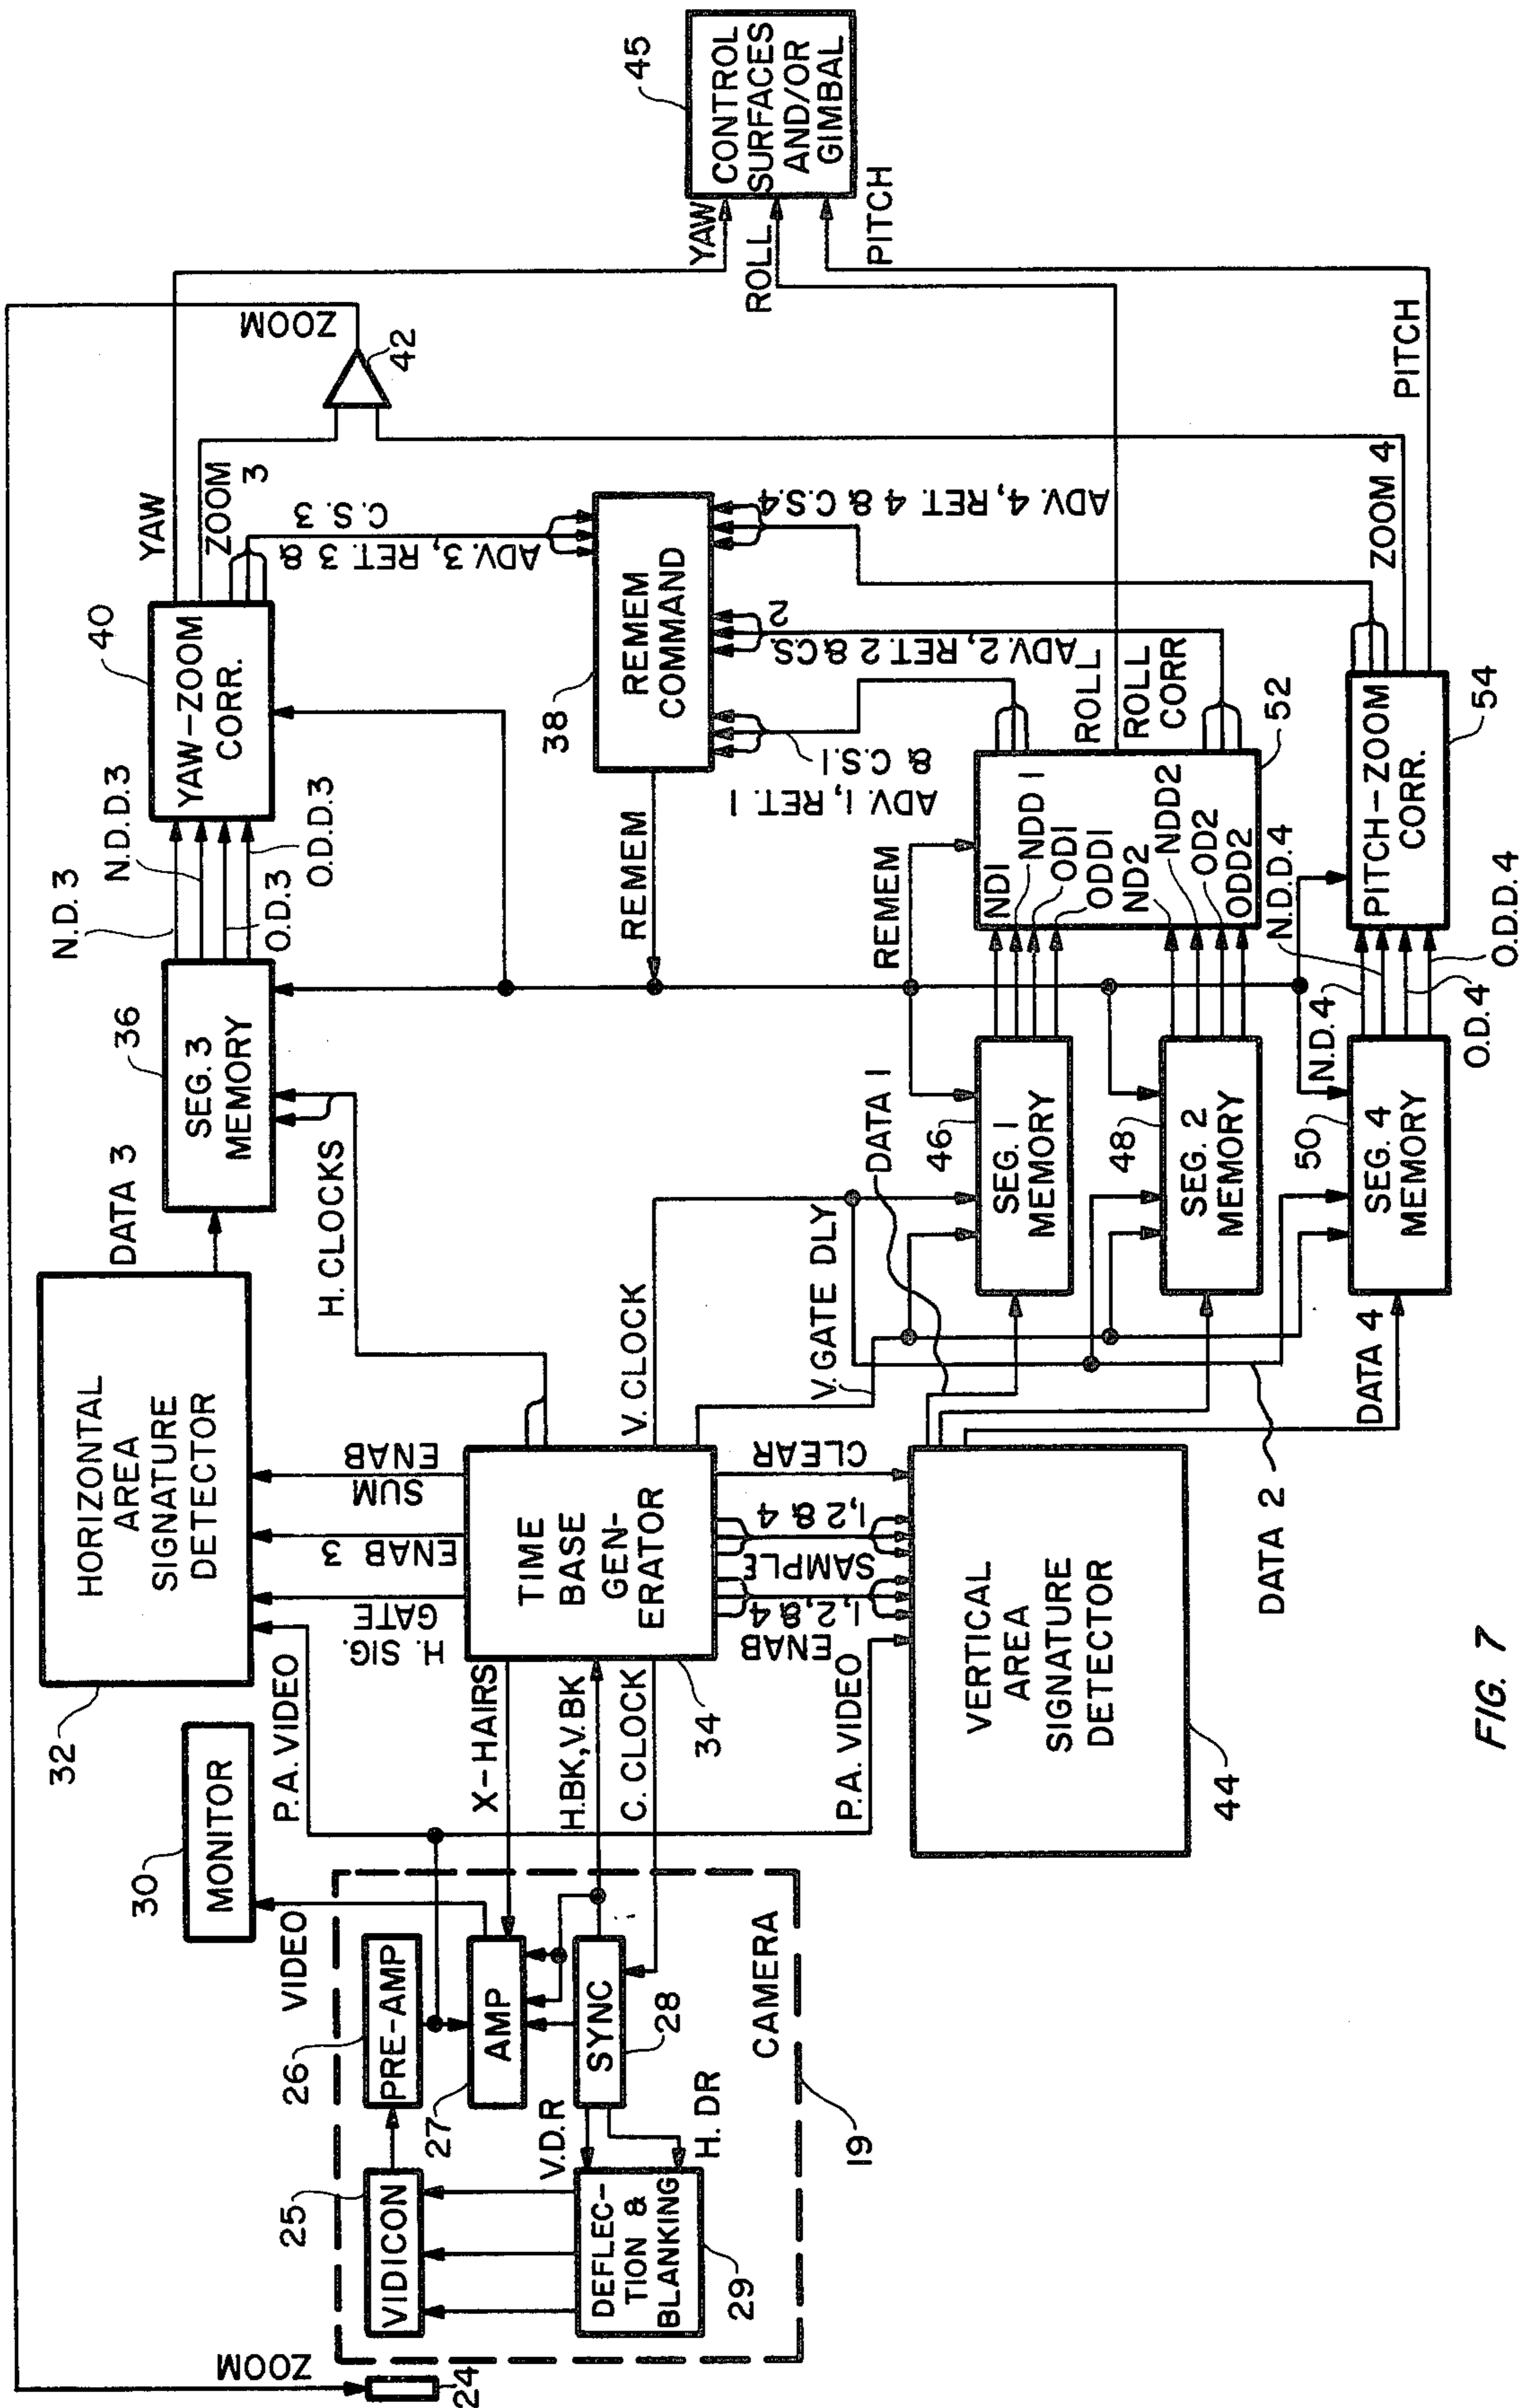 ZOOM
24
VIDICON
25
PRE-AMP
26
AMP
27
SYNC
28
DEFLEC-
TION &
BLANKING
29
V.D.R
H. DR
CAMERA
19
VIDEO
MONITOR
30
P.A. VIDEO
X-HAIRS
H.BK,V.BK
C. CLOCK
P.A. VIDEO
HORIZONTAL
AREA
SIGNATURE
DETECTOR
32
H. SIG.
GATE
ENAB 3
SUM
ENAB
TIME
BASE
GEN-
ERATOR
34
ENAB
1,2,&4
SAMPLE
1,2 & 4
CLEAR
VERTICAL
AREA
SIGNATURE
DETECTOR
44
DATA 3
H. CLOCKS
V. CLOCK
V.GATE DLY
DATA 1
DATA 2
DATA 4
SEG. 3
MEMORY
36
N.D. 3
N.D.D.3
O.D.3
O.D.D.3
YAW-ZOOM
CORR.
40
YAW
ZOOM
3
ADV.3, RET. 3 &
C.S. 3
ZOOM
42
REMEM
COMMAND
38
REMEM
ADV. 1, RET. 1
& C.S.1
ADV. 2, RET. 2 & CS.
2
ADV. 4, RET. 4 & C.S.4
REMEM
SEG. 1
MEMORY
46
SEG. 2
MEMORY
48
SEG. 4
MEMORY
50
ND1
NDD 1
OD1
ODD1
ND2
NDD2
OD2
ODD2
ROLL
ROLL
CORR
52
N.D.4
N.D.D.4
O.D.4
O.D.D.4
PITCH-ZOOM
CORR.
54
ZOOM 4
PITCH
YAW
ROLL
PITCH
CONTROL
SURFACES
AND/OR
GIMBAL
45
FIG. 7